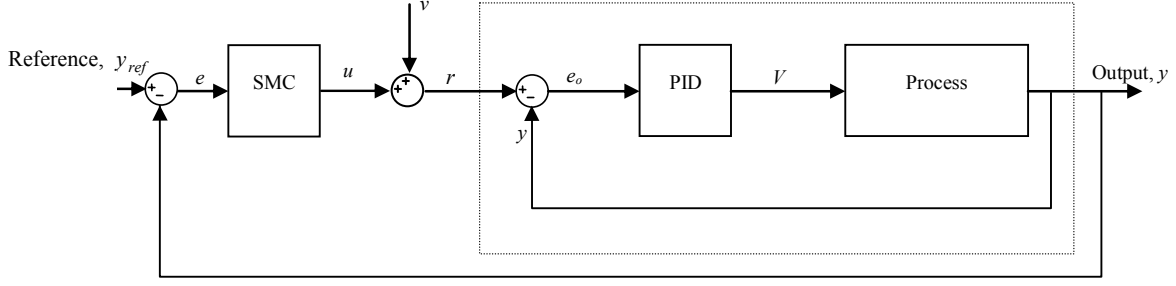 v
Reference, y_ref
e
SMC
u
r
e_o
PID
V
Process
Output, y
+
−
+
+
+
−
y